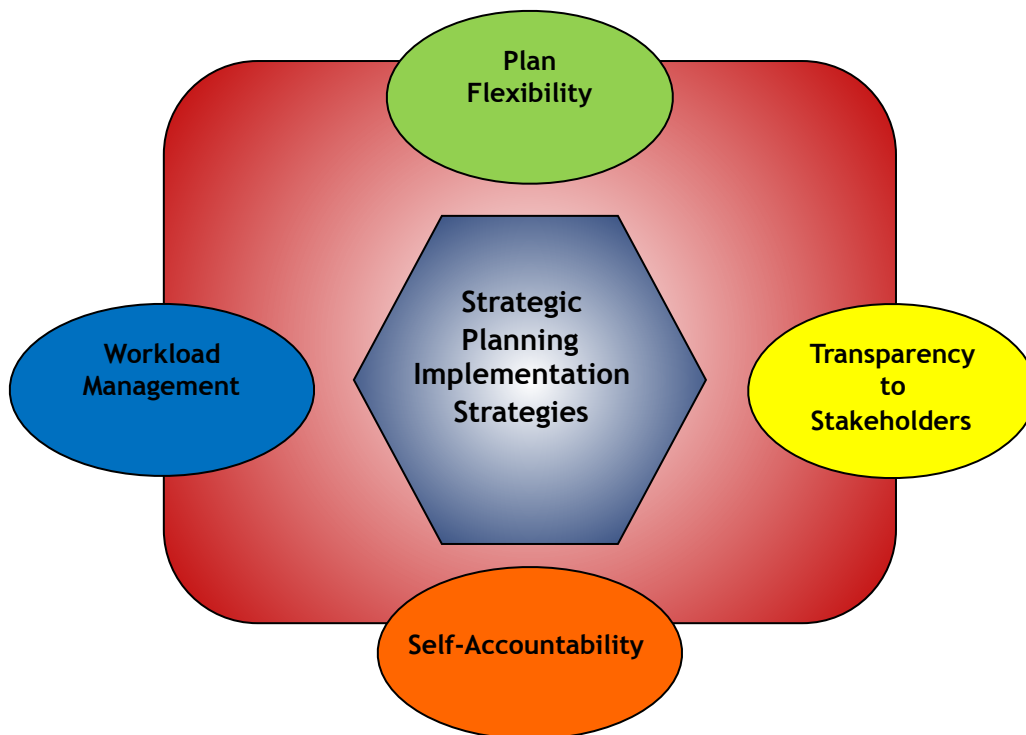 Plan
Flexibility
Strategic
Planning
Implementation
Strategies
Workload
Management
Transparency
to
Stakeholders
Self-Accountability